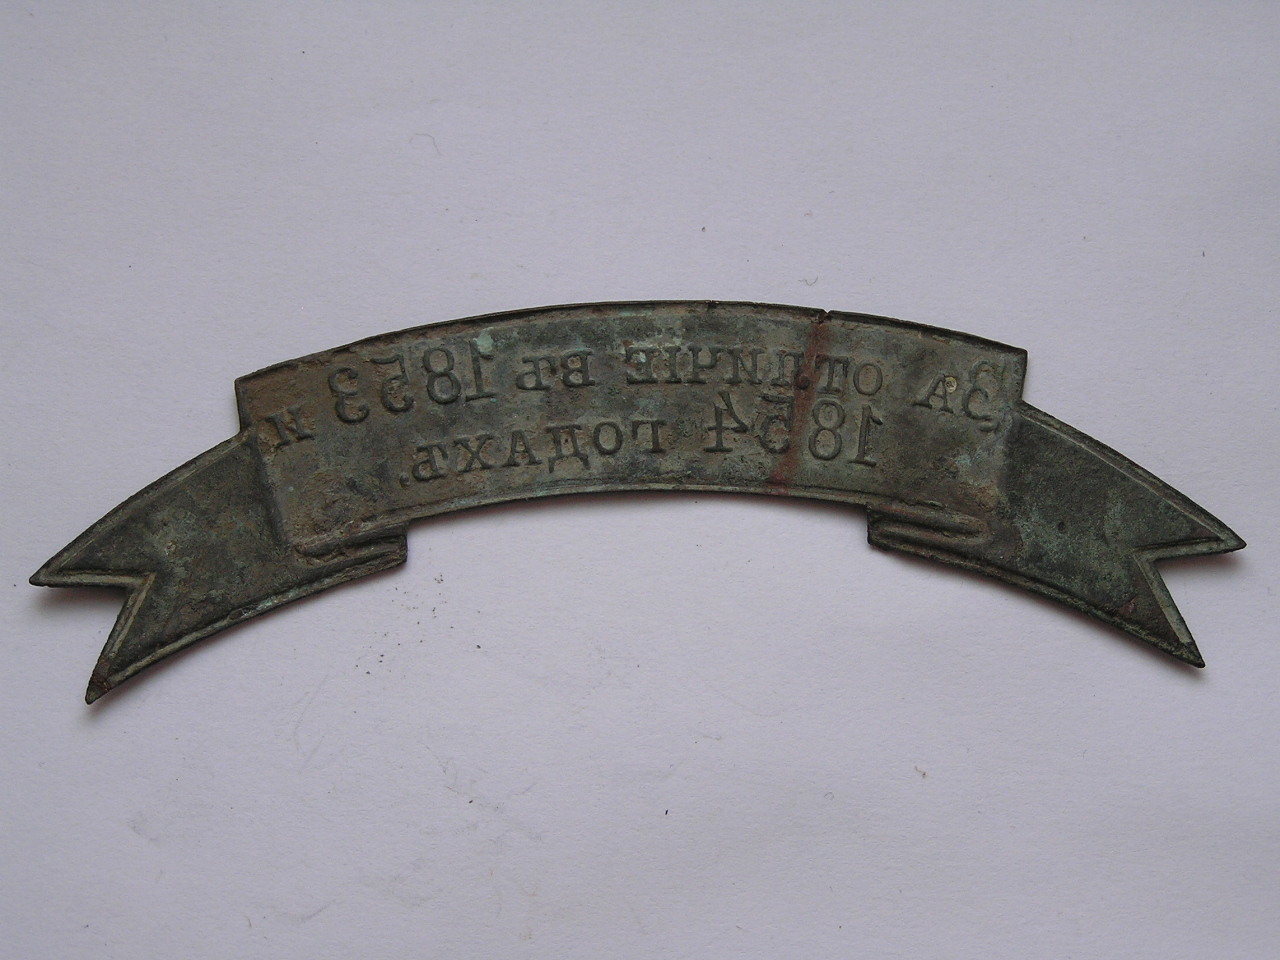 За отличіе въ 1853 и
1854 годахъ.